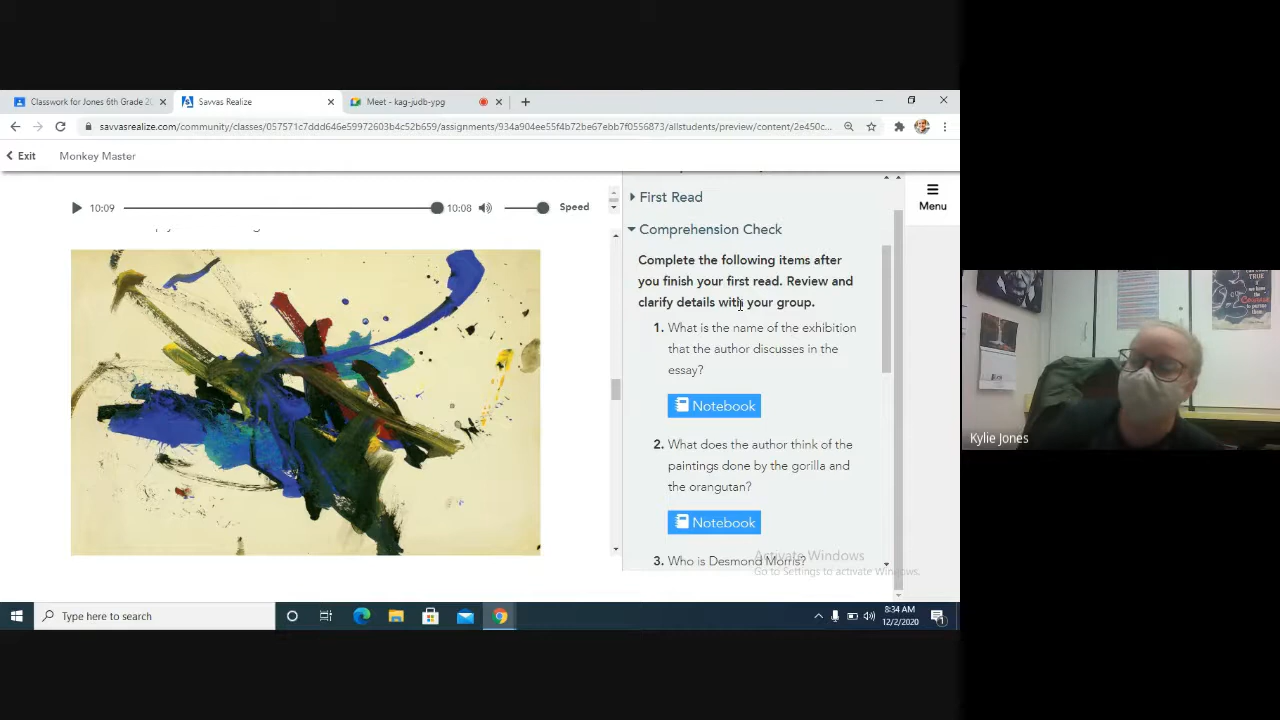 Classwork for Jones 6th Grade 20
Savvas Realize
Meet - kag-judb-ypg
savvasrealize.com/community/classes/057571c7ddd646e59972603b4c52b659/assignments/934a904ee55f4b72be67ebb7f0556873/allstudents/preview/content/2e450c...
Exit
Monkey Master
10:09
10:08
Speed
First Read
Menu
Comprehension Check
Complete the following items after
you finish your first read. Review and
clarify details with your group.
1. What is the name of the exhibition
that the author discusses in the
essay?
Notebook
2. What does the author think of the
paintings done by the gorilla and
the orangutan?
Notebook
3. Who is Desmond Morris?
Activate Windows
Go to Settings to activate Windows.
Kylie Jones
Type here to search
8:34 AM
12/2/2020
1